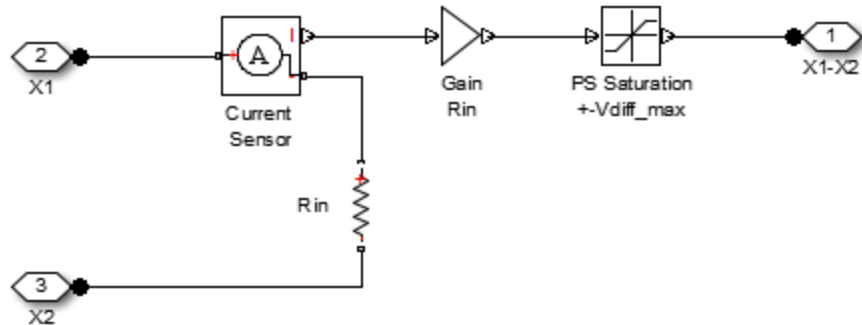 2
X1
A
I
Current
Sensor
Gain
Rin
PS Saturation
+-Vdiff_max
1
X1-X2
Rin
3
X2